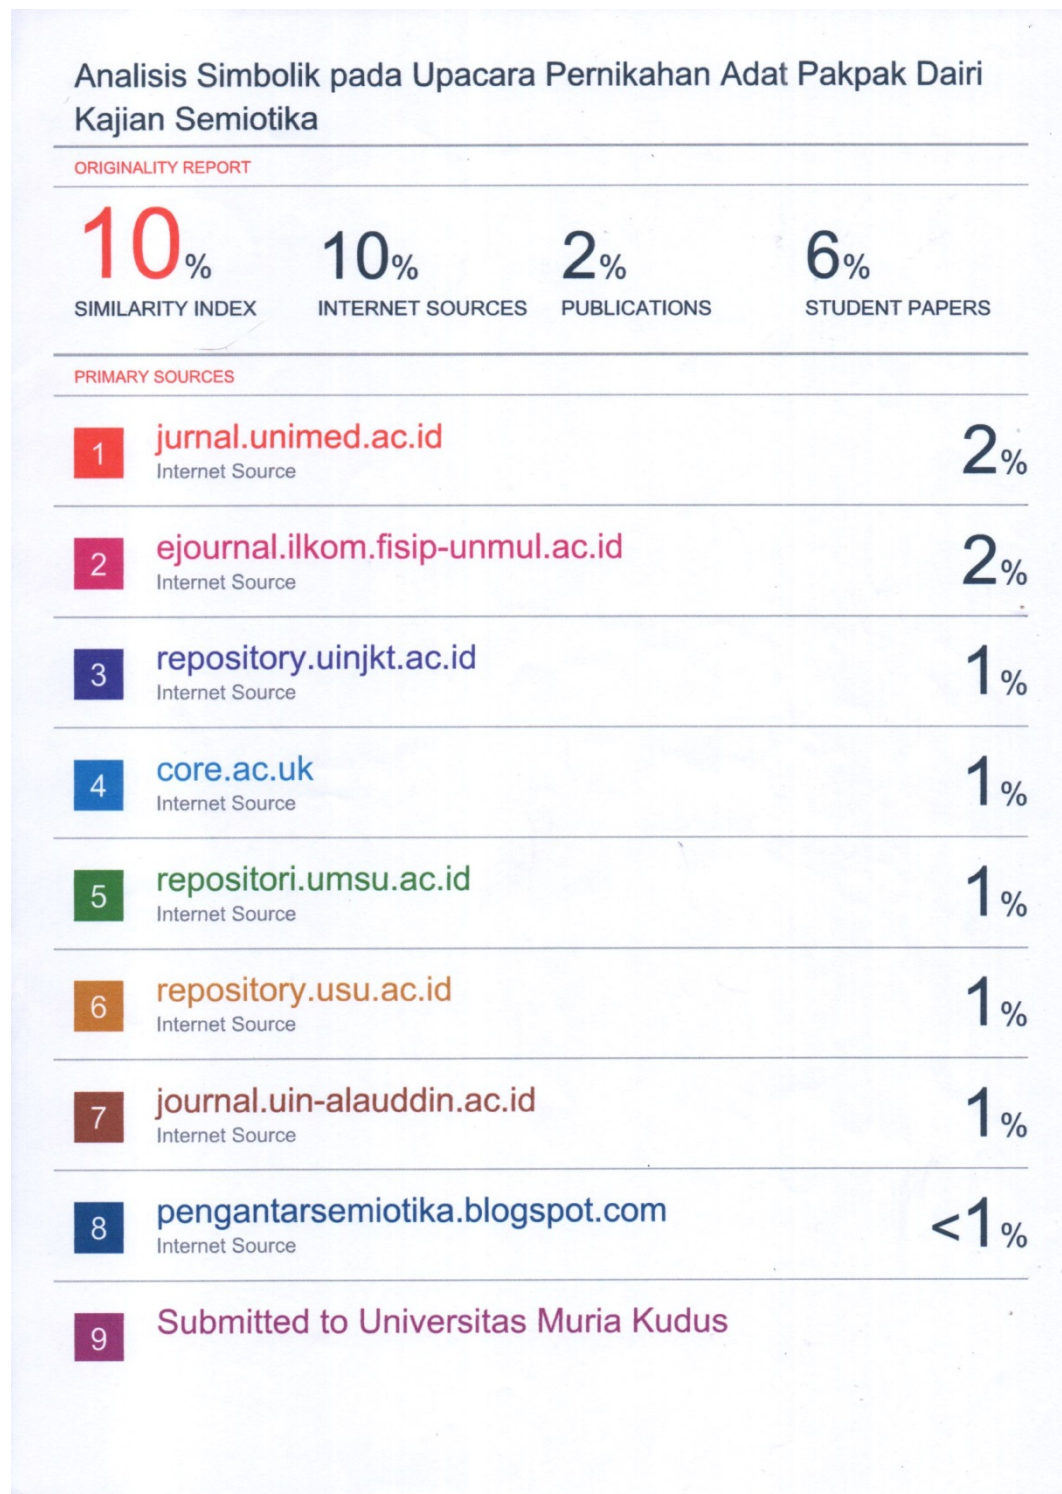 Analisis Simbolik pada Upacara Pernikahan Adat Pakpak Dairi
Kajian Semiotika
ORIGINALITY REPORT
10% 10% 2% 6%
SIMILARITY INDEX INTERNET SOURCES PUBLICATIONS STUDENT PAPERS
PRIMARY SOURCES
1 jurnal.unimed.ac.id 2%
Internet Source
2 ejournal.ilkom.fisip-unmul.ac.id 2%
Internet Source
3 repository.uinjkt.ac.id 1%
Internet Source
4 core.ac.uk 1%
Internet Source
5 repositori.umsu.ac.id 1%
Internet Source
6 repository.usu.ac.id 1%
Internet Source
7 journal.uin-alauddin.ac.id 1%
Internet Source
8 pengantarsemiotika.blogspot.com <1%
Internet Source
9 Submitted to Universitas Muria Kudus